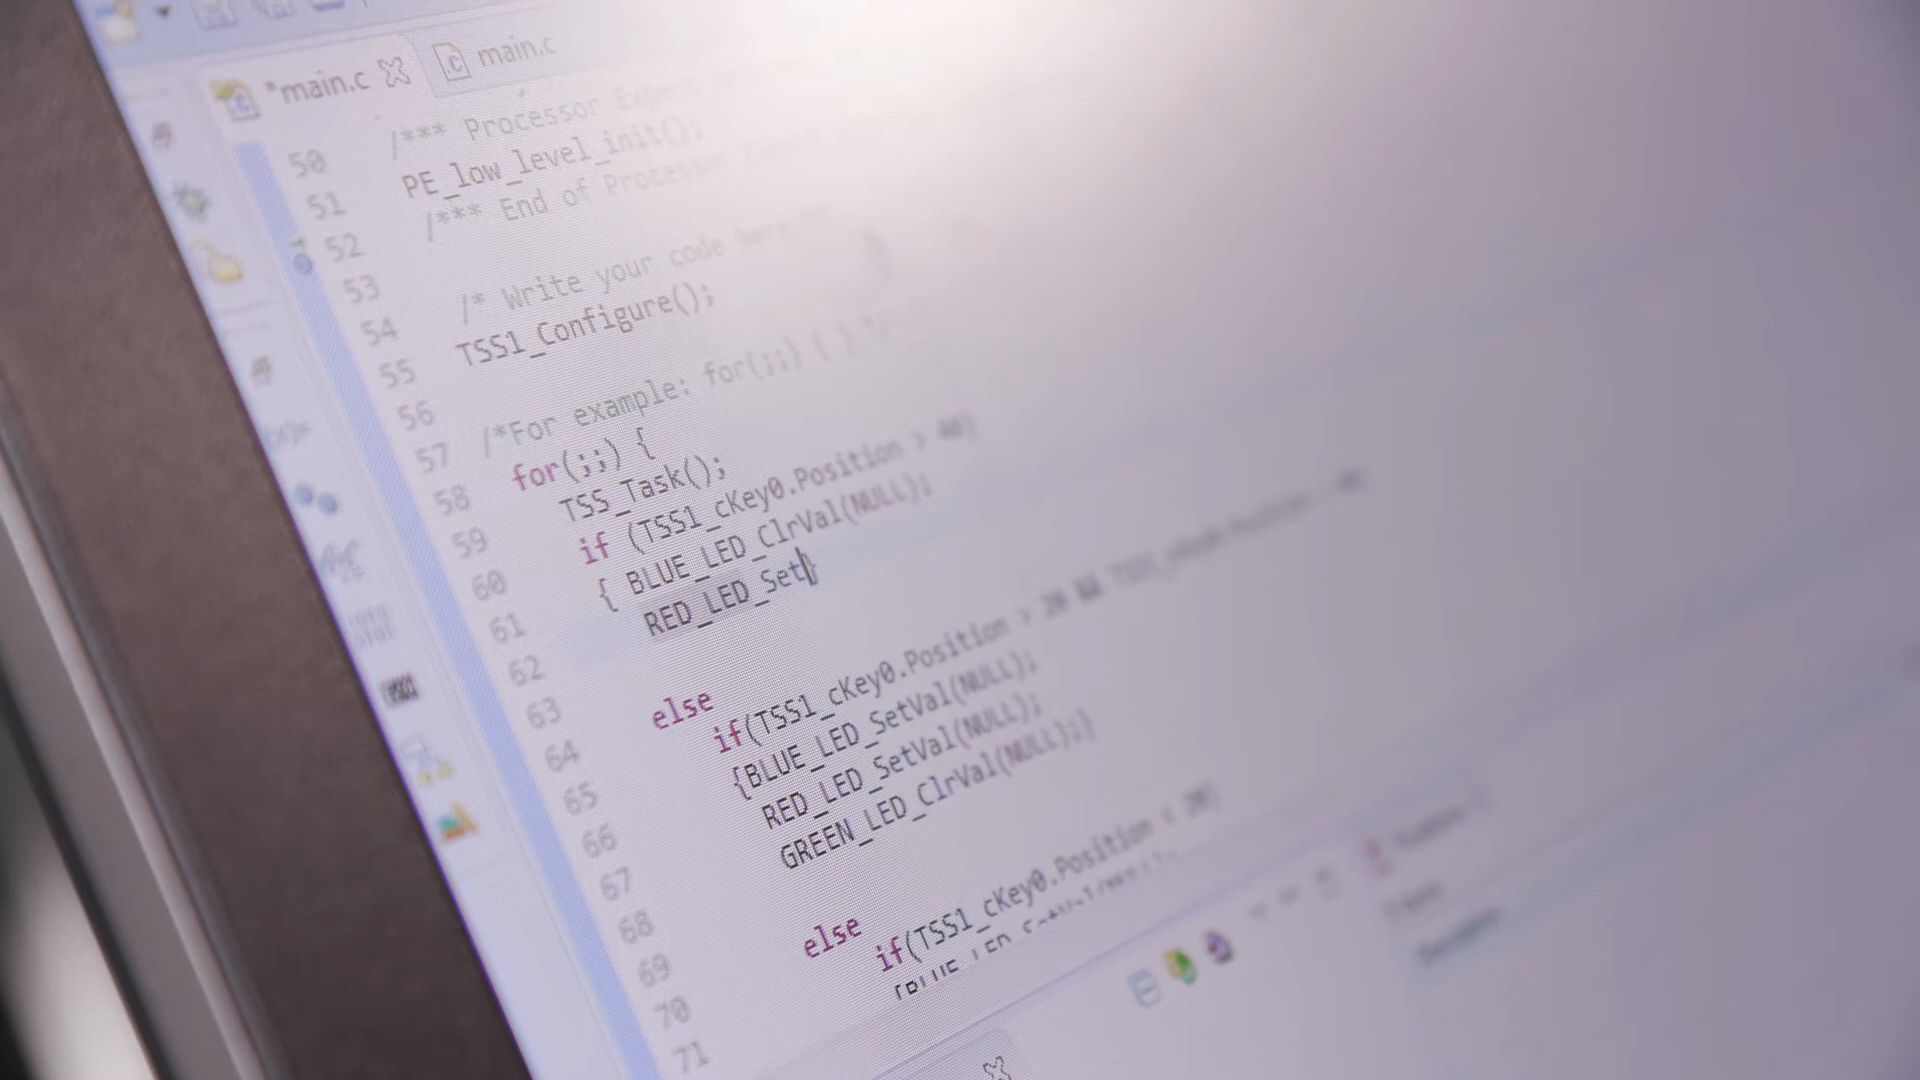 *main.c main.c
50 /*** Processor
51 PE_low_level_init();
52 /*** End of Processor
53
54 /* Write your code here
55 TSS1_Configure();
56
57 /*For example: for(;;) { } */
58 for(;;) {
59 TSS_Task();
60 if (TSS1_cKey0.Position > 40)
61 { BLUE_LED_ClrVal(NULL);
62 RED_LED_Set}
63
64 else
65 if(TSS1_cKey0.Position > 20 &&
66 {BLUE_LED_SetVal(NULL);
67 RED_LED_SetVal(NULL);
68 GREEN_LED_ClrVal(NULL);}
69
70 else
71 if(TSS1_cKey0.Position < 20)